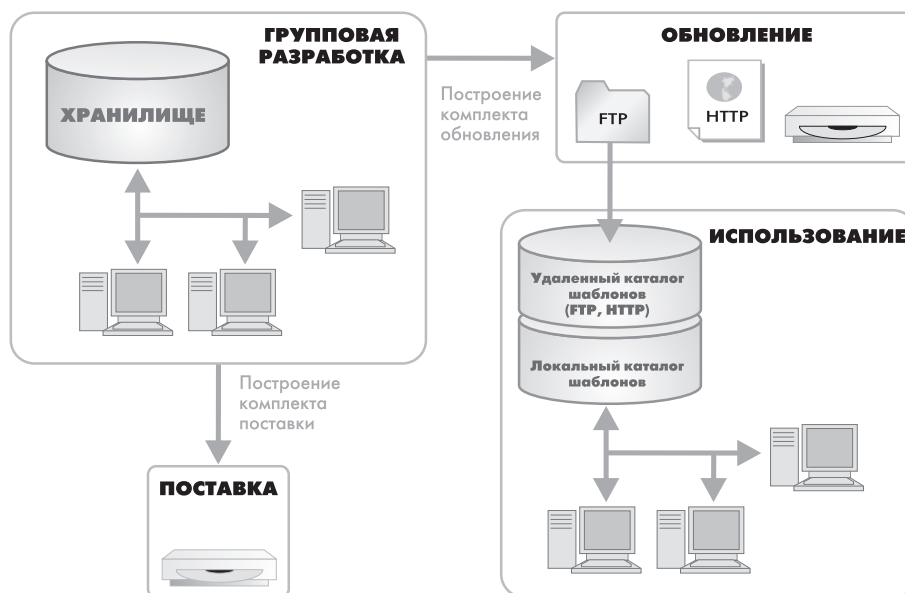 ГРУППОВАЯ
РАЗРАБОТКА
ХРАНИЛИЩЕ
Построение
комплекта
обновления
ОБНОВЛЕНИЕ
FTP
HTTP
ИСПОЛЬЗОВАНИЕ
Удаленный каталог
шаблонов
(FTP, HTTP)
Локальный каталог
шаблонов
Построение
комплекта
поставки
ПОСТАВКА